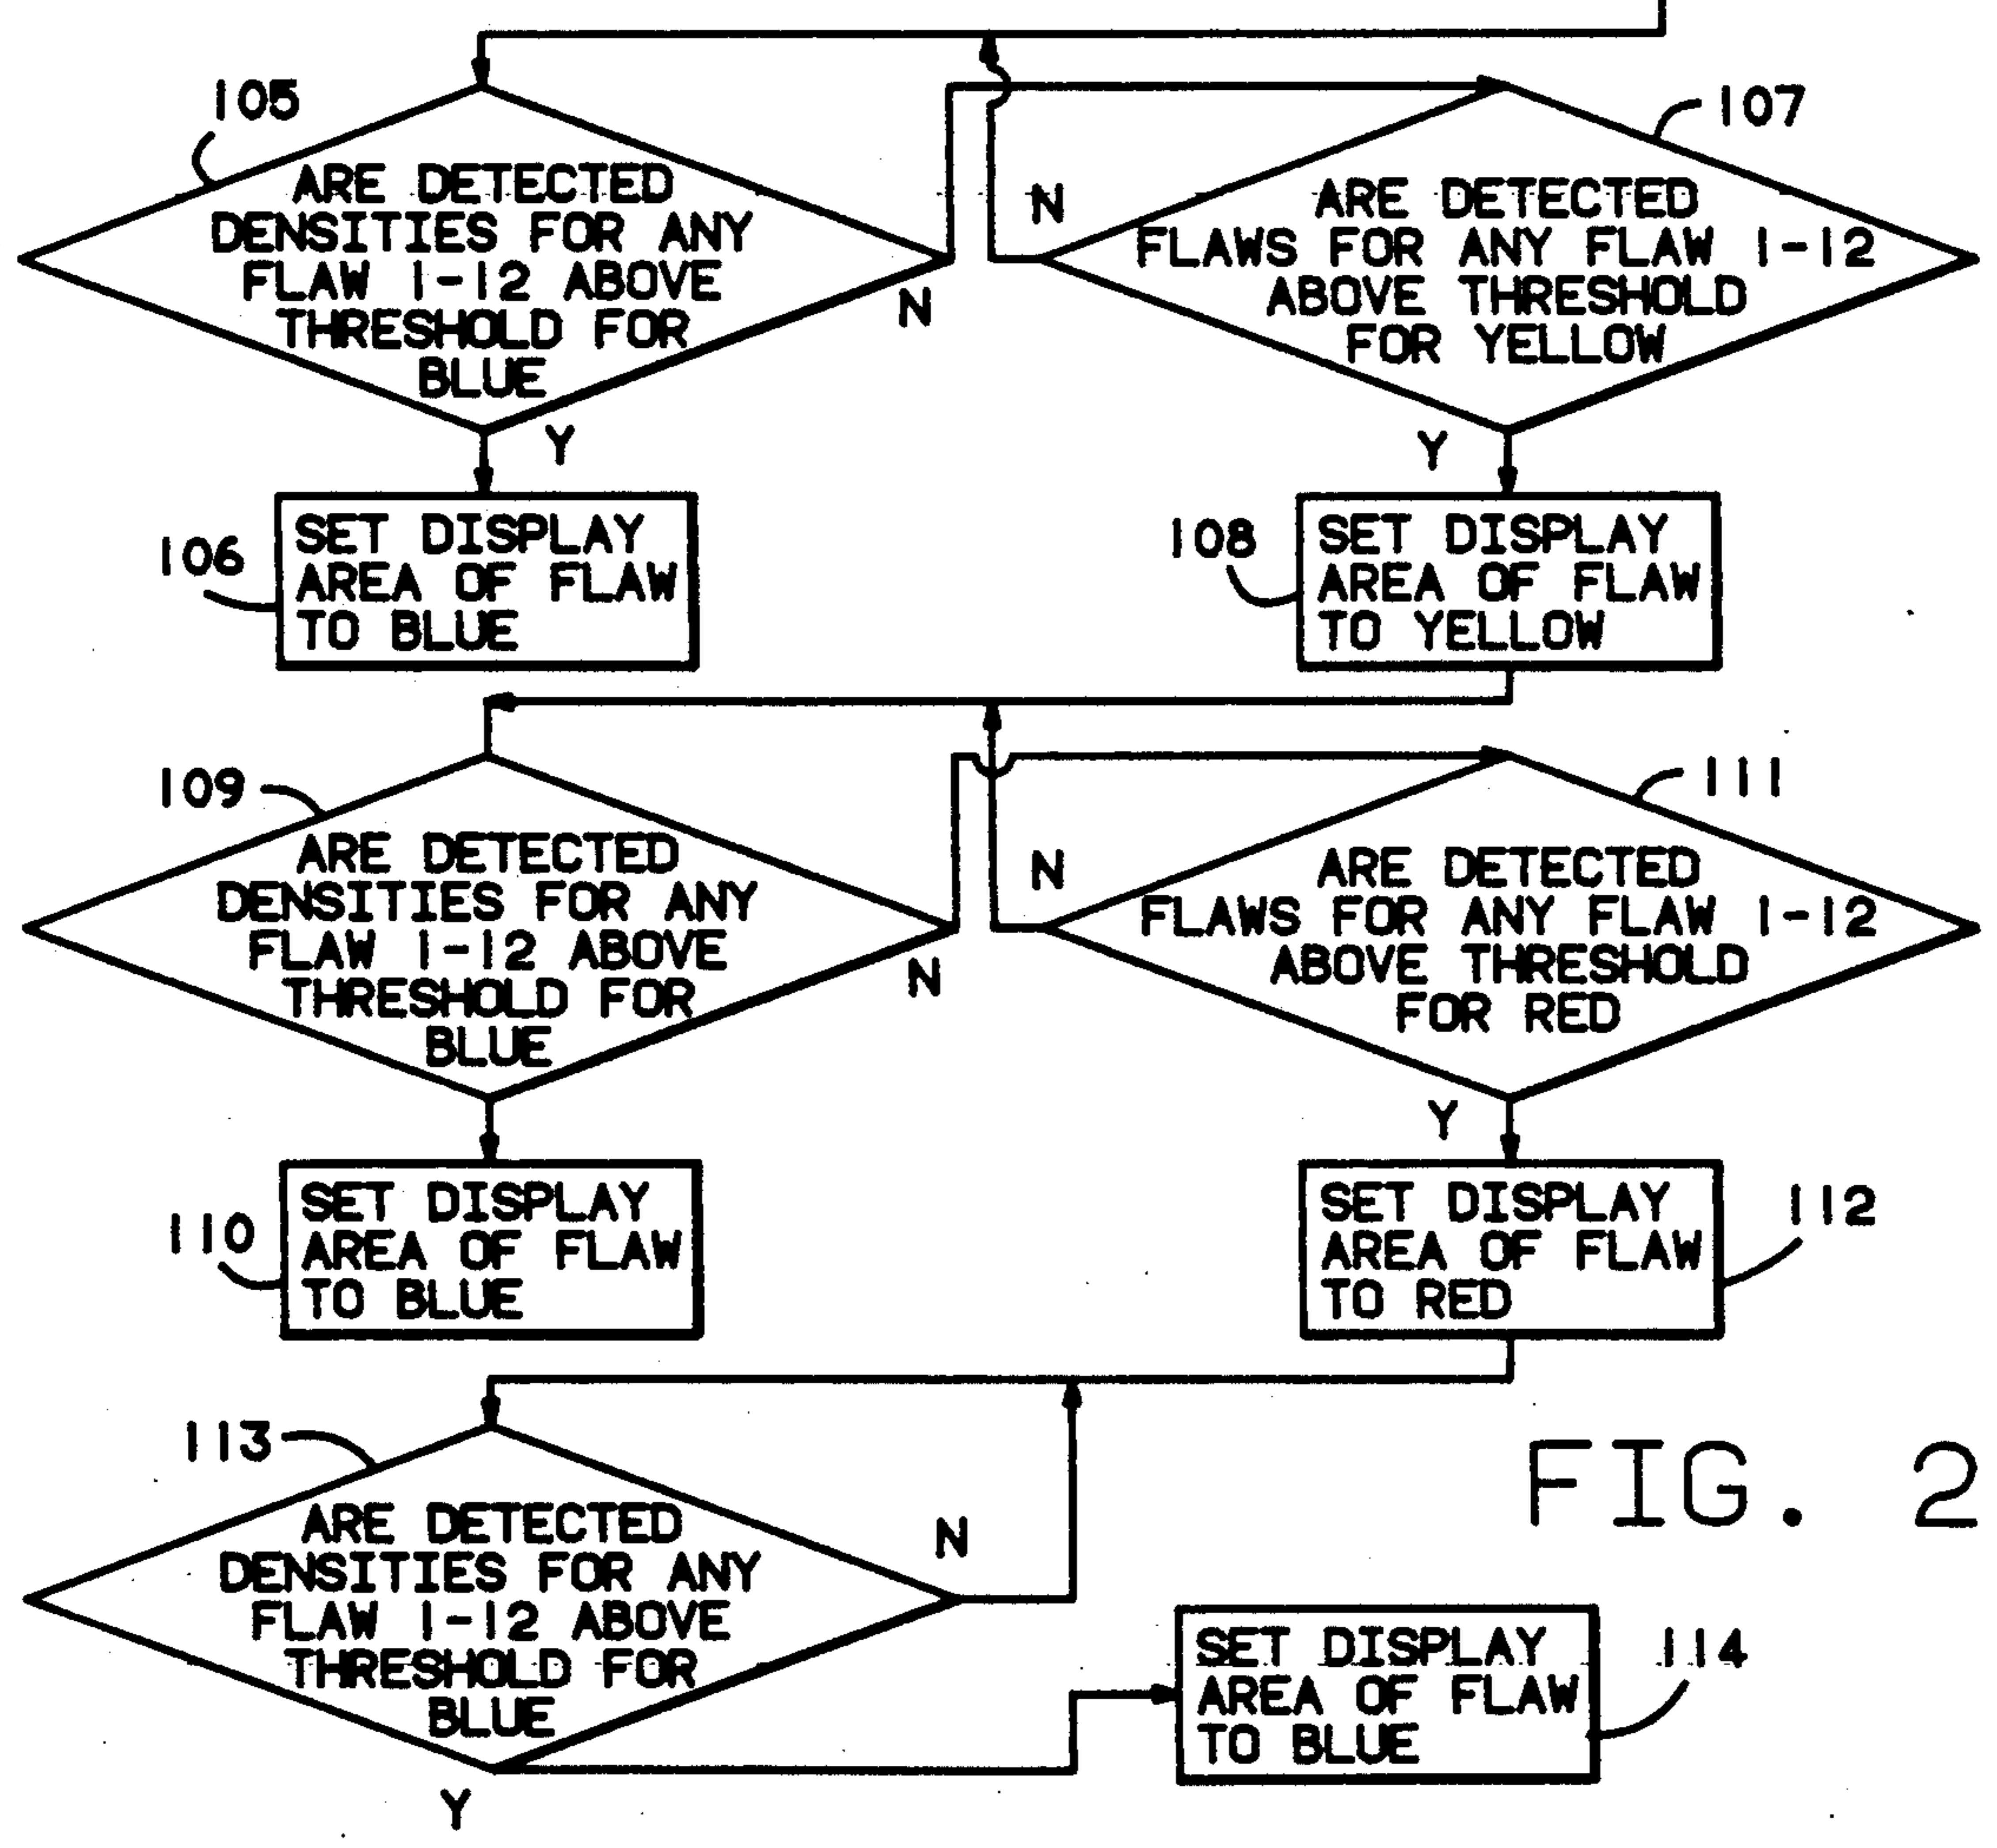 105
ARE DETECTED
DENSITIES FOR ANY
FLAW 1-12 ABOVE
THRESHOLD FOR
BLUE
N
Y
107
ARE DETECTED
FLAWS FOR ANY FLAW 1-12
ABOVE THRESHOLD
FOR YELLOW
N
Y
106
SET DISPLAY
AREA OF FLAW
TO BLUE
108
SET DISPLAY
AREA OF FLAW
TO YELLOW
109
ARE DETECTED
DENSITIES FOR ANY
FLAW 1-12 ABOVE
THRESHOLD FOR
BLUE
N
111
ARE DETECTED
FLAWS FOR ANY FLAW 1-12
ABOVE THRESHOLD
FOR RED
N
Y
110
SET DISPLAY
AREA OF FLAW
TO BLUE
112
SET DISPLAY
AREA OF FLAW
TO RED
113
ARE DETECTED
DENSITIES FOR ANY
FLAW 1-12 ABOVE
THRESHOLD FOR
BLUE
N
Y
114
SET DISPLAY
AREA OF FLAW
TO BLUE
FIG. 2